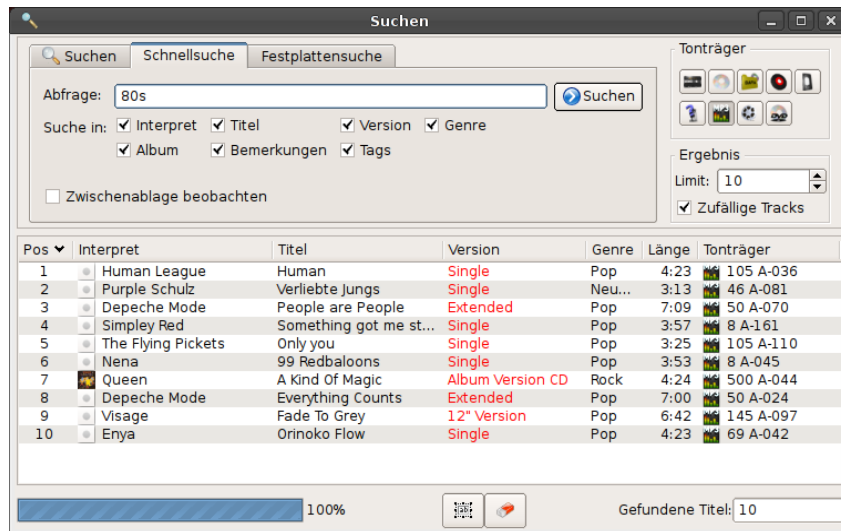 Suchen
Suchen Schnellsuche Festplattensuche
Tonträger
Abfrage: 80s Suchen
Suche in: Interpret Titel Version Genre
Album Bemerkungen Tags
Zwischenablage beobachten
Ergebnis
Limit: 10
Zufällige Tracks
Pos Interpret Titel Version Genre Länge Tonträger
1 Human League Human Single Pop 4:23 105 A-036
2 Purple Schulz Verliebte Jungs Single Neu... 3:13 46 A-081
3 Depeche Mode People are People Extended Pop 7:09 50 A-070
4 Simpley Red Something got me st... Single Pop 3:57 8 A-161
5 The Flying Pickets Only you Single Pop 3:25 105 A-110
6 Nena 99 Redbaloons Single Pop 3:53 8 A-045
7 Queen A Kind Of Magic Album Version CD Rock 4:24 500 A-044
8 Depeche Mode Everything Counts Extended Pop 7:00 50 A-024
9 Visage Fade To Grey 12" Version Pop 6:42 145 A-097
10 Enya Orinoko Flow Single Pop 4:23 69 A-042
100% Gefundene Titel: 10